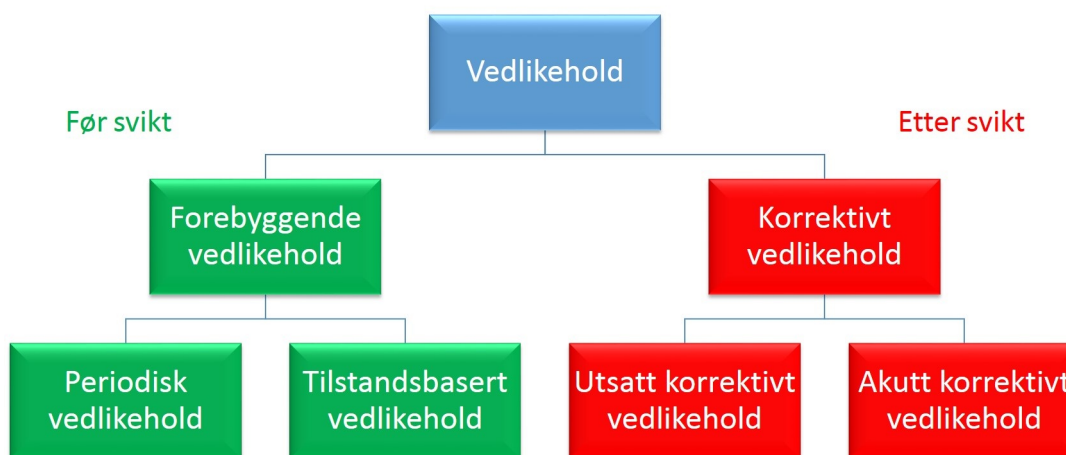 Vedlikehold
Før svikt
Etter svikt
Forebyggende
vedlikehold
Korrektivt
vedlikehold
Periodisk
vedlikehold
Tilstandsbasert
vedlikehold
Utsatt korrektivt
vedlikehold
Akutt korrektivt
vedlikehold